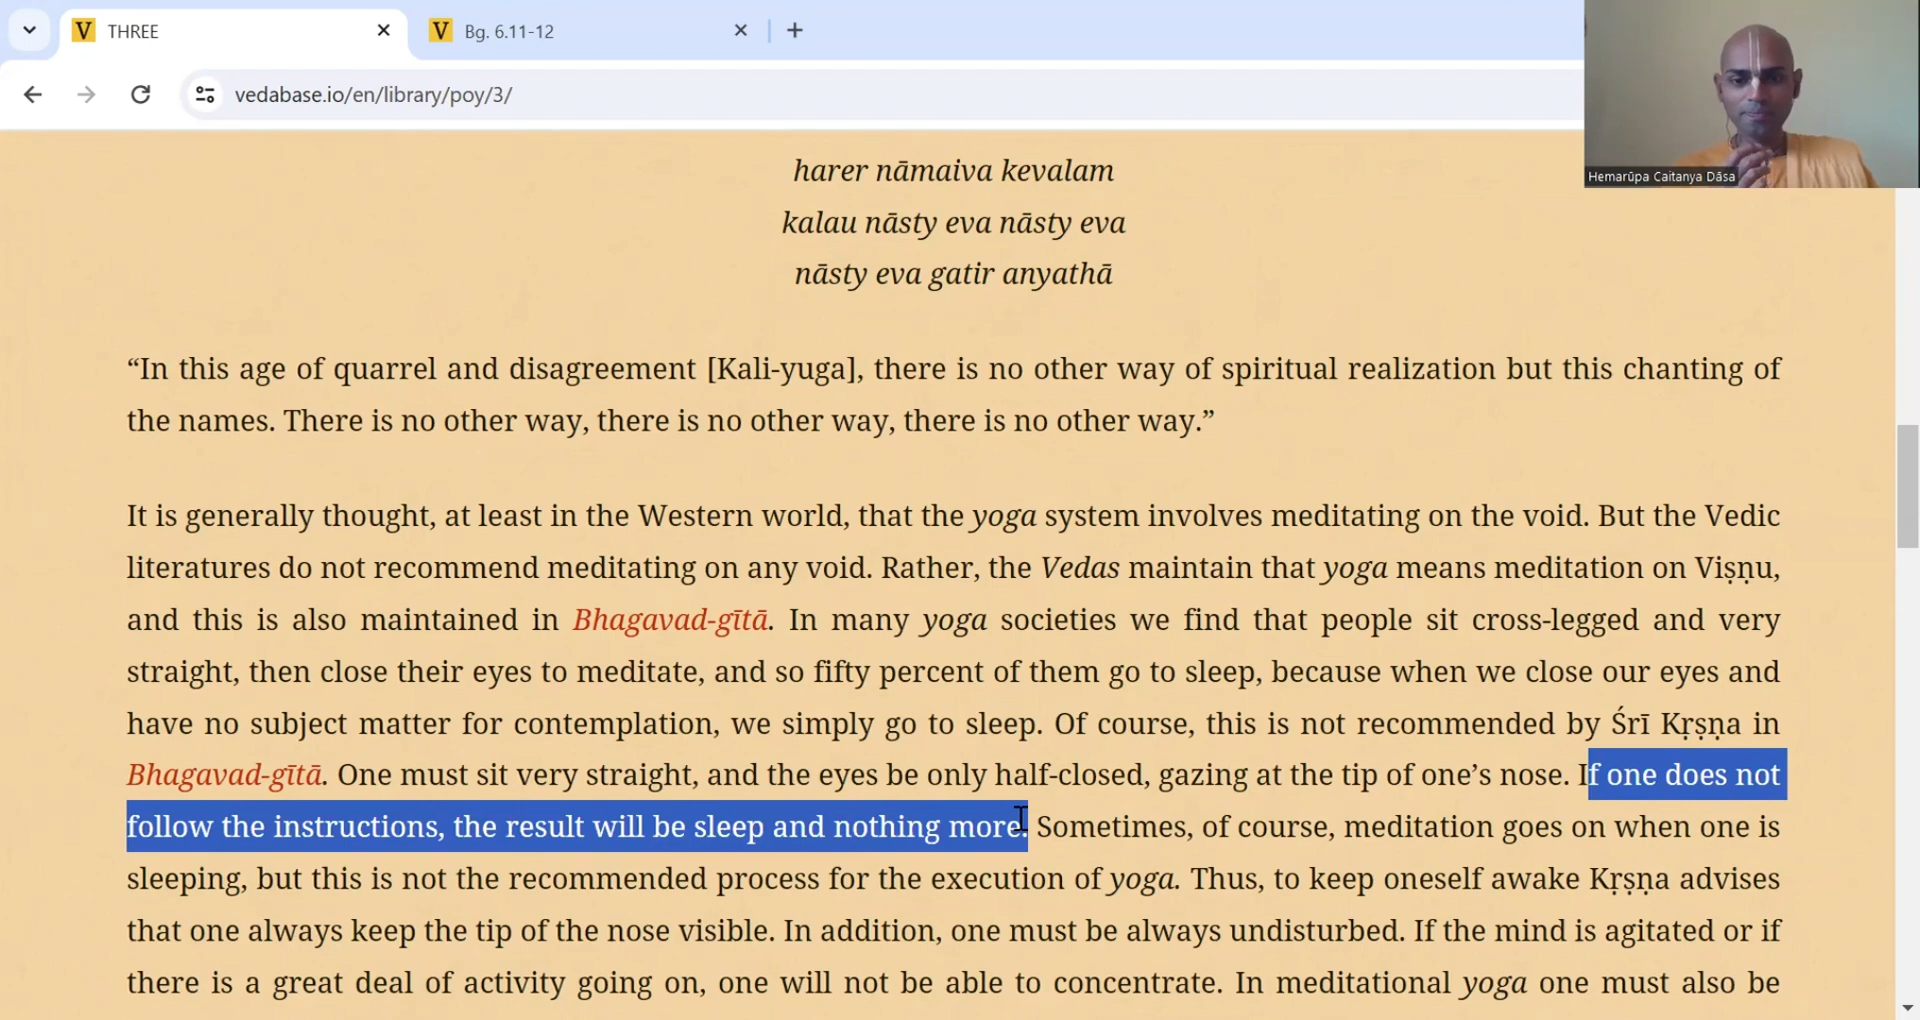 THREE
Bg. 6.11-12
vedabase.io/en/library/poy/3/
Hemarūpa Caitanya Dāsa
harer nāmaiva kevalam
kalau nāsty eva nāsty eva
nāsty eva gatir anyathā
“In this age of quarrel and disagreement [Kali-yuga], there is no other way of spiritual realization but this chanting of
the names. There is no other way, there is no other way, there is no other way.”
It is generally thought, at least in the Western world, that the yoga system involves meditating on the void. But the Vedic
literatures do not recommend meditating on any void. Rather, the Vedas maintain that yoga means meditation on Viṣṇu,
and this is also maintained in Bhagavad-gītā. In many yoga societies we find that people sit cross-legged and very
straight, then close their eyes to meditate, and so fifty percent of them go to sleep, because when we close our eyes and
have no subject matter for contemplation, we simply go to sleep. Of course, this is not recommended by Śrī Kṛṣṇa in
Bhagavad-gītā. One must sit very straight, and the eyes be only half-closed, gazing at the tip of one’s nose. If one does not
follow the instructions, the result will be sleep and nothing more. Sometimes, of course, meditation goes on when one is
sleeping, but this is not the recommended process for the execution of yoga. Thus, to keep oneself awake Kṛṣṇa advises
that one always keep the tip of the nose visible. In addition, one must be always undisturbed. If the mind is agitated or if
there is a great deal of activity going on, one will not be able to concentrate. In meditational yoga one must also be